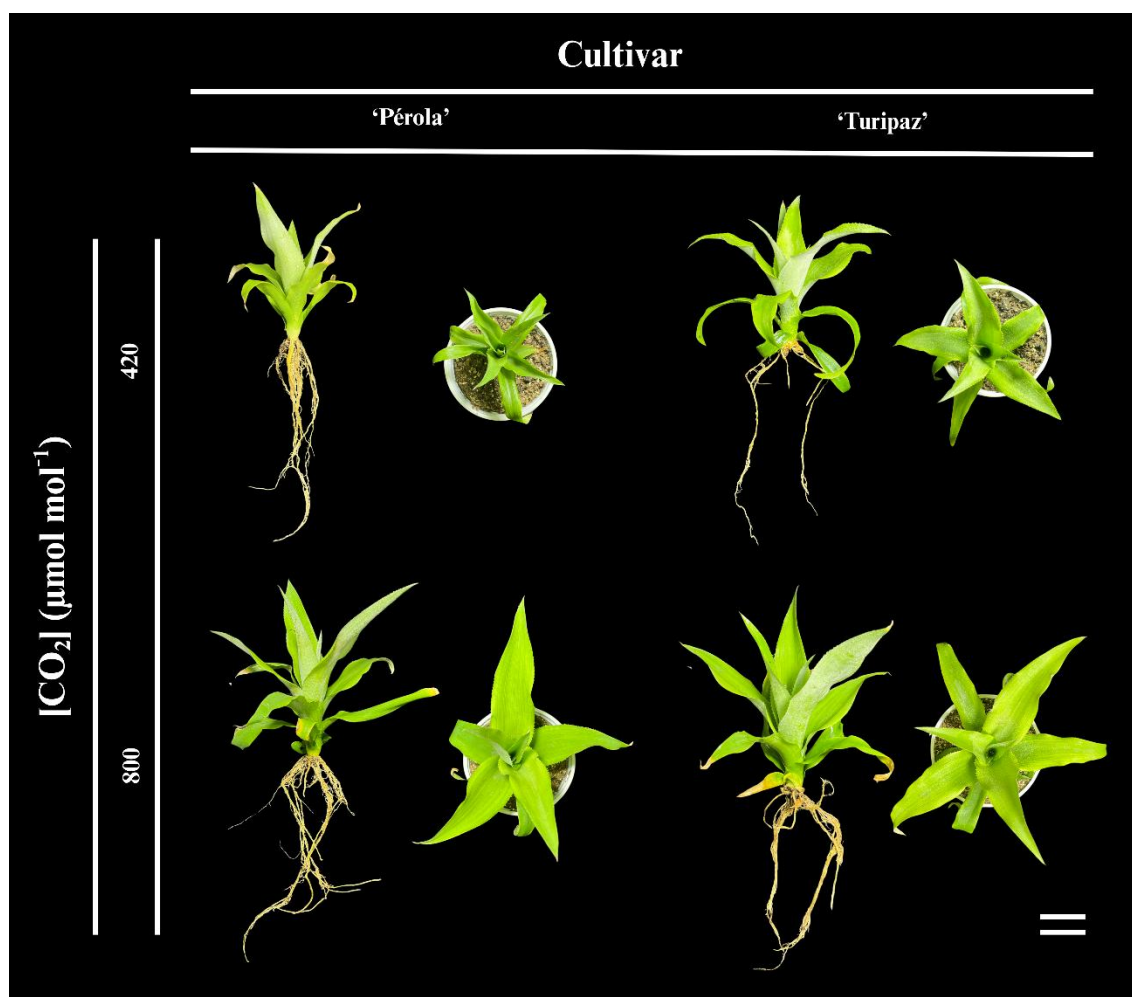 Cultivar
‘Pérola’ ‘Turipaz’
[CO₂] (µmol mol⁻¹)
420
800